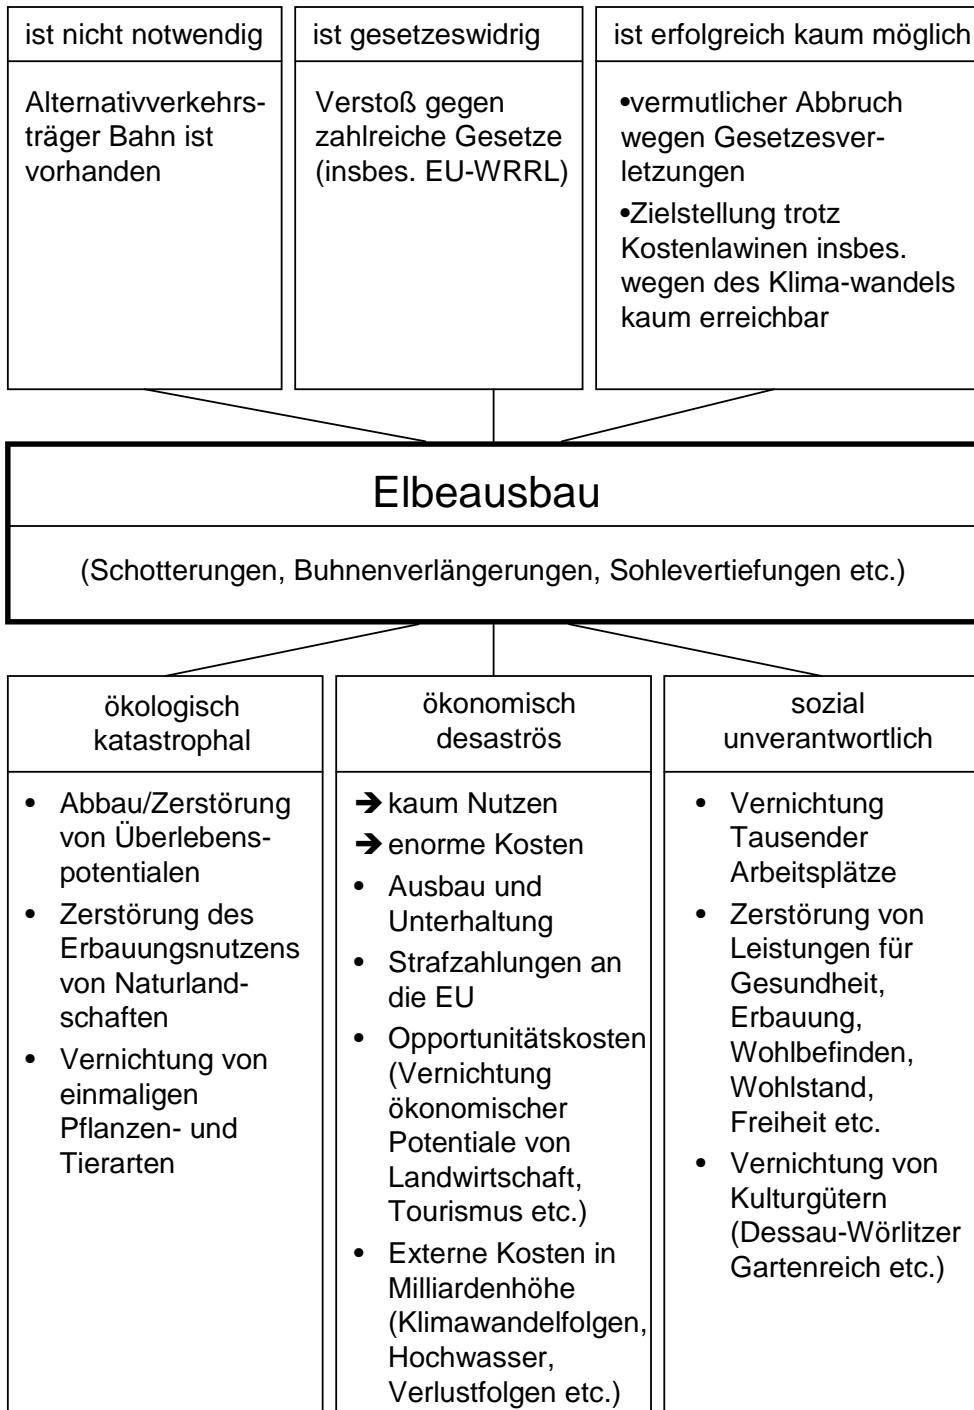 ist nicht notwendig
Alternativverkehrs-
träger Bahn ist
vorhanden
ist gesetzeswidrig
Verstoß gegen
zahlreiche Gesetze
(insbes. EU-WRRL)
ist erfolgreich kaum möglich
•vermutlicher Abbruch
wegen Gesetzesver-
letzungen
•Zielstellung trotz
Kostenlawinen insbes.
wegen des Klima-wandels
kaum erreichbar
Elbeausbau
(Schotterungen, Buhnenverlängerungen, Sohlevertiefungen etc.)
ökologisch
katastrophal
• Abbau/Zerstörung
von Überlebens-
potentialen
• Zerstörung des
Erbauungsnutzens
von Naturland-
schaften
• Vernichtung von
einmaligen
Pflanzen- und
Tierarten
ökonomisch
desaströs
➔ kaum Nutzen
➔ enorme Kosten
• Ausbau und
Unterhaltung
• Strafzahlungen an
die EU
• Opportunitätskosten
(Vernichtung
ökonomischer
Potentiale von
Landwirtschaft,
Tourismus etc.)
• Externe Kosten in
Milliardenhöhe
(Klimawandelfolgen,
Hochwasser,
Verlustfolgen etc.)
sozial
unverantwortlich
• Vernichtung
Tausender
Arbeitsplätze
• Zerstörung von
Leistungen für
Gesundheit,
Erbauung,
Wohlbefinden,
Wohlstand,
Freiheit etc.
• Vernichtung von
Kulturgütern
(Dessau-Wörlitzer
Gartenreich etc.)